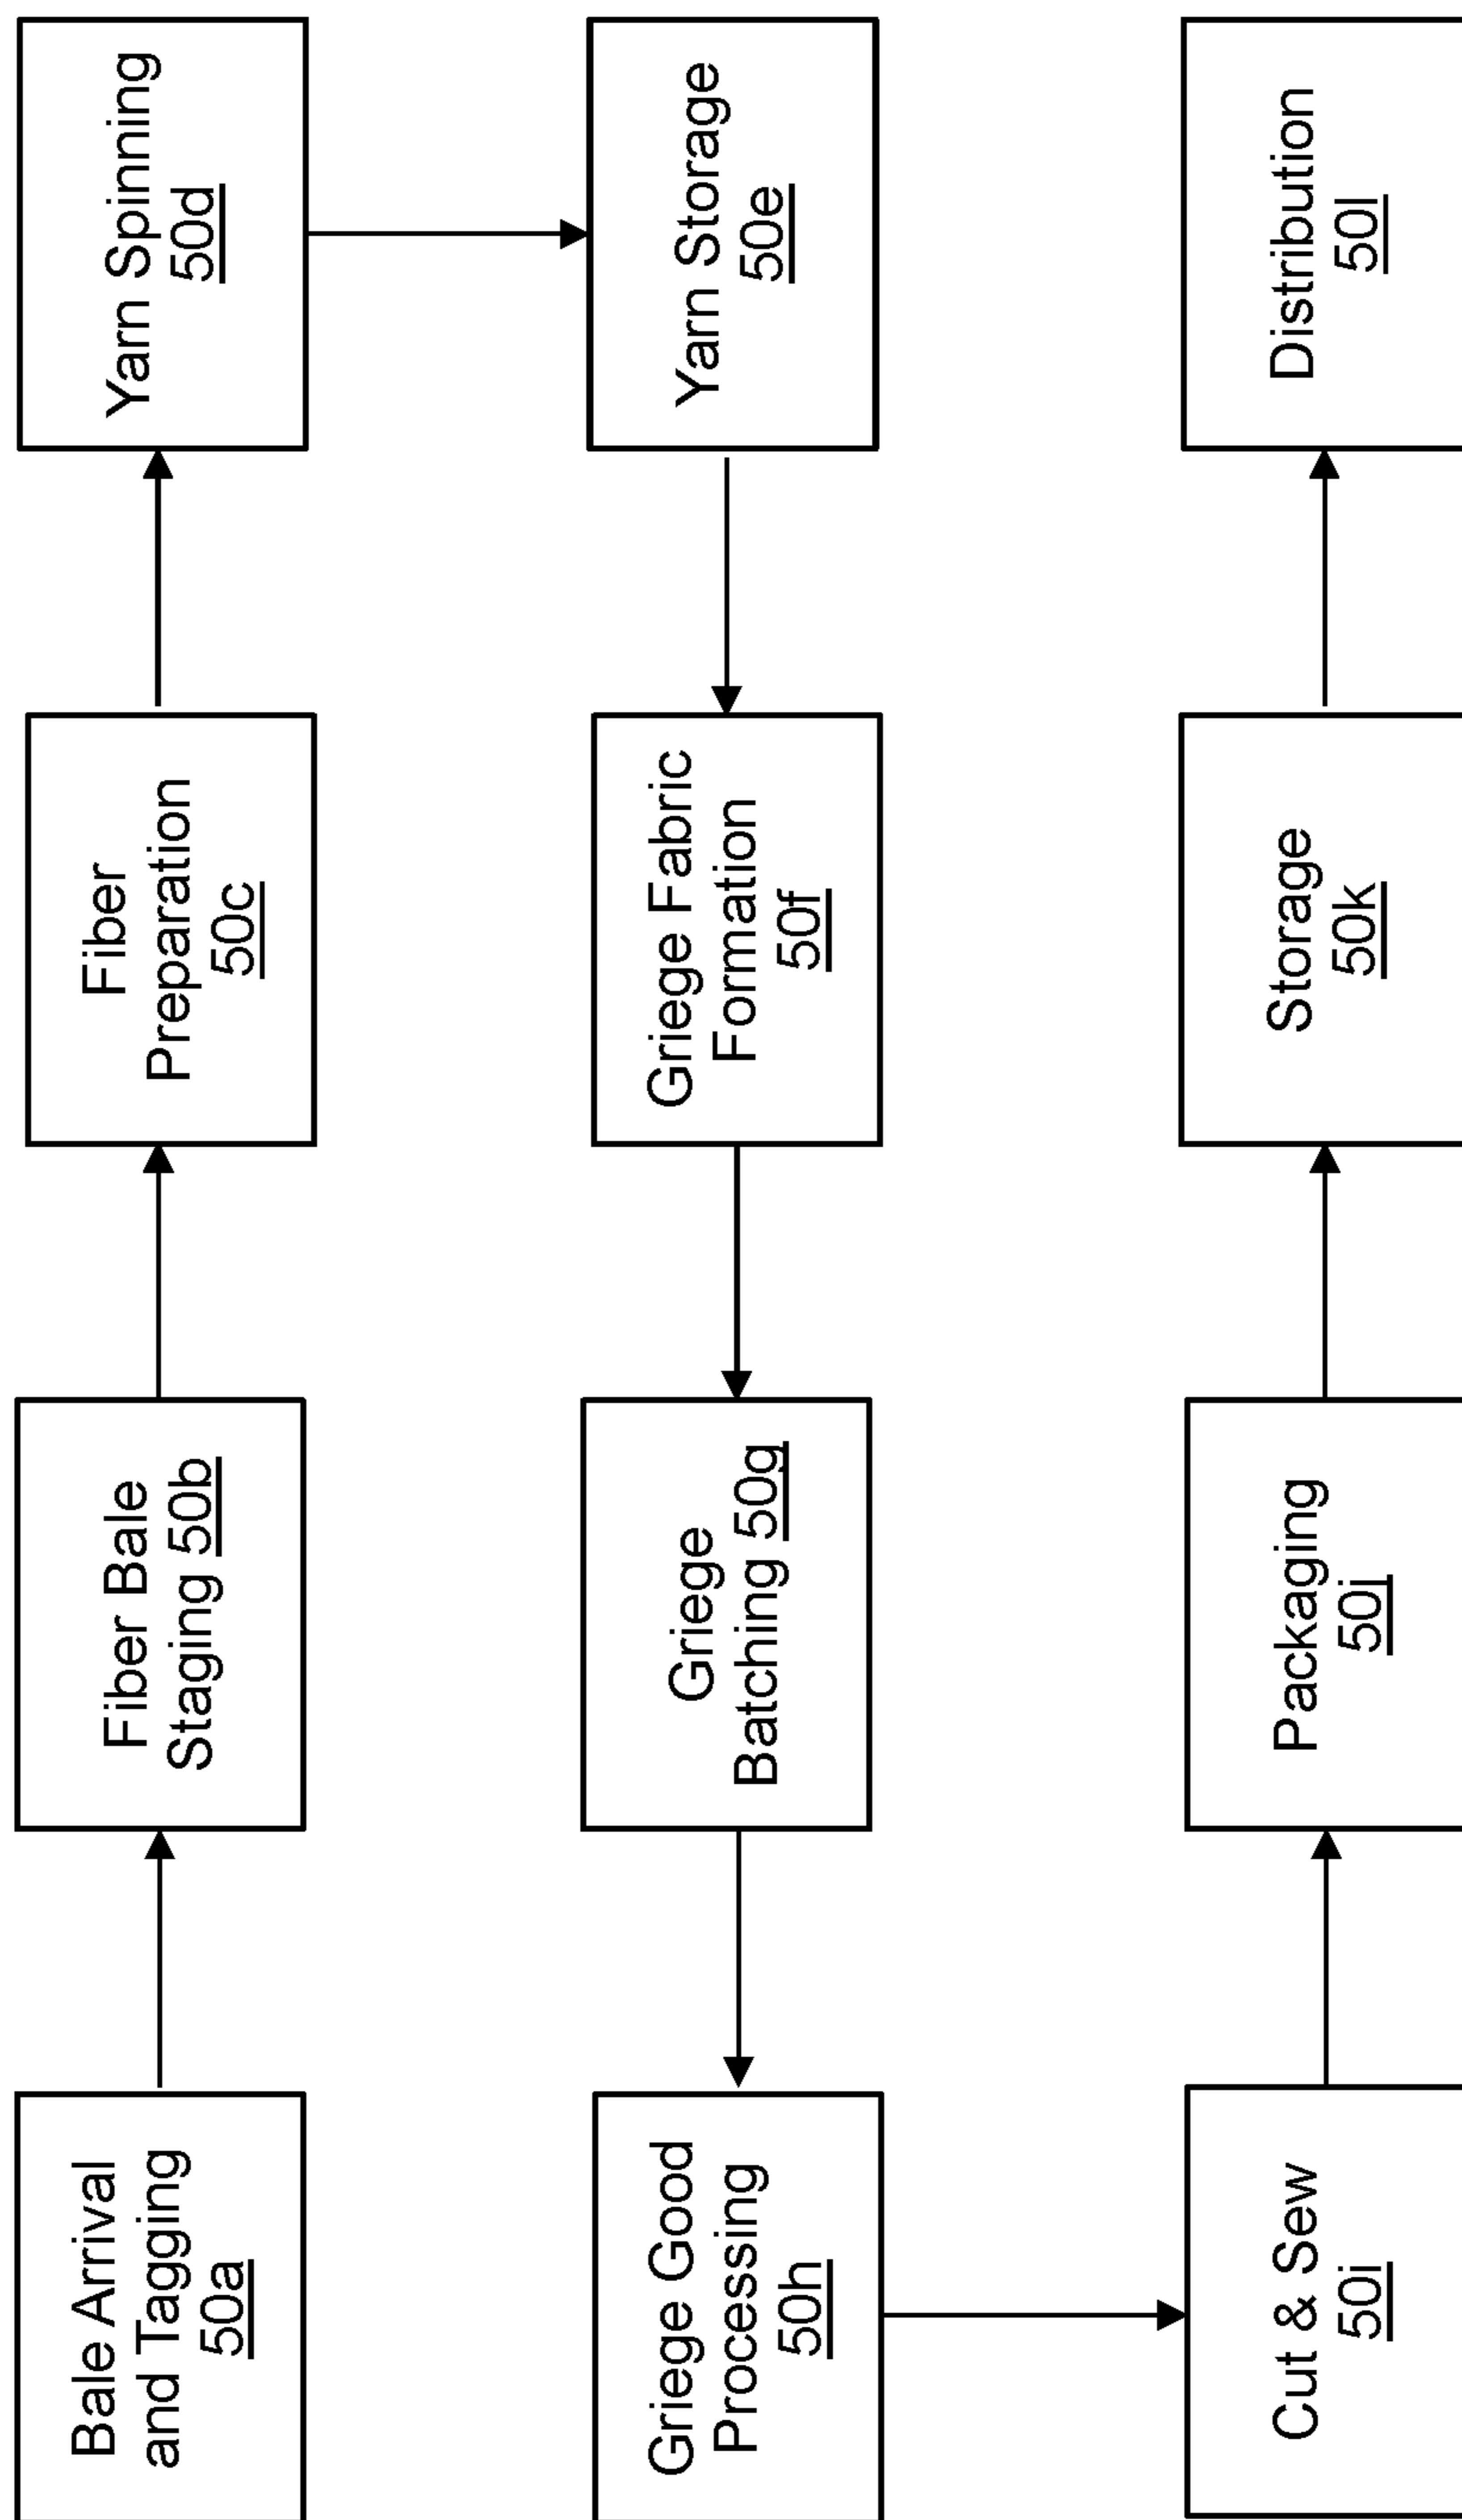 Bale Arrival
and Tagging
50a
Fiber Bale
Staging 50b
Fiber
Preparation
50c
Yarn Spinning
50d
Yarn Storage
50e
Griege Fabric
Formation
50f
Griege
Batching 50g
Griege Good
Processing
50h
Cut & Sew
50i
Packaging
50j
Storage
50k
Distribution
50l